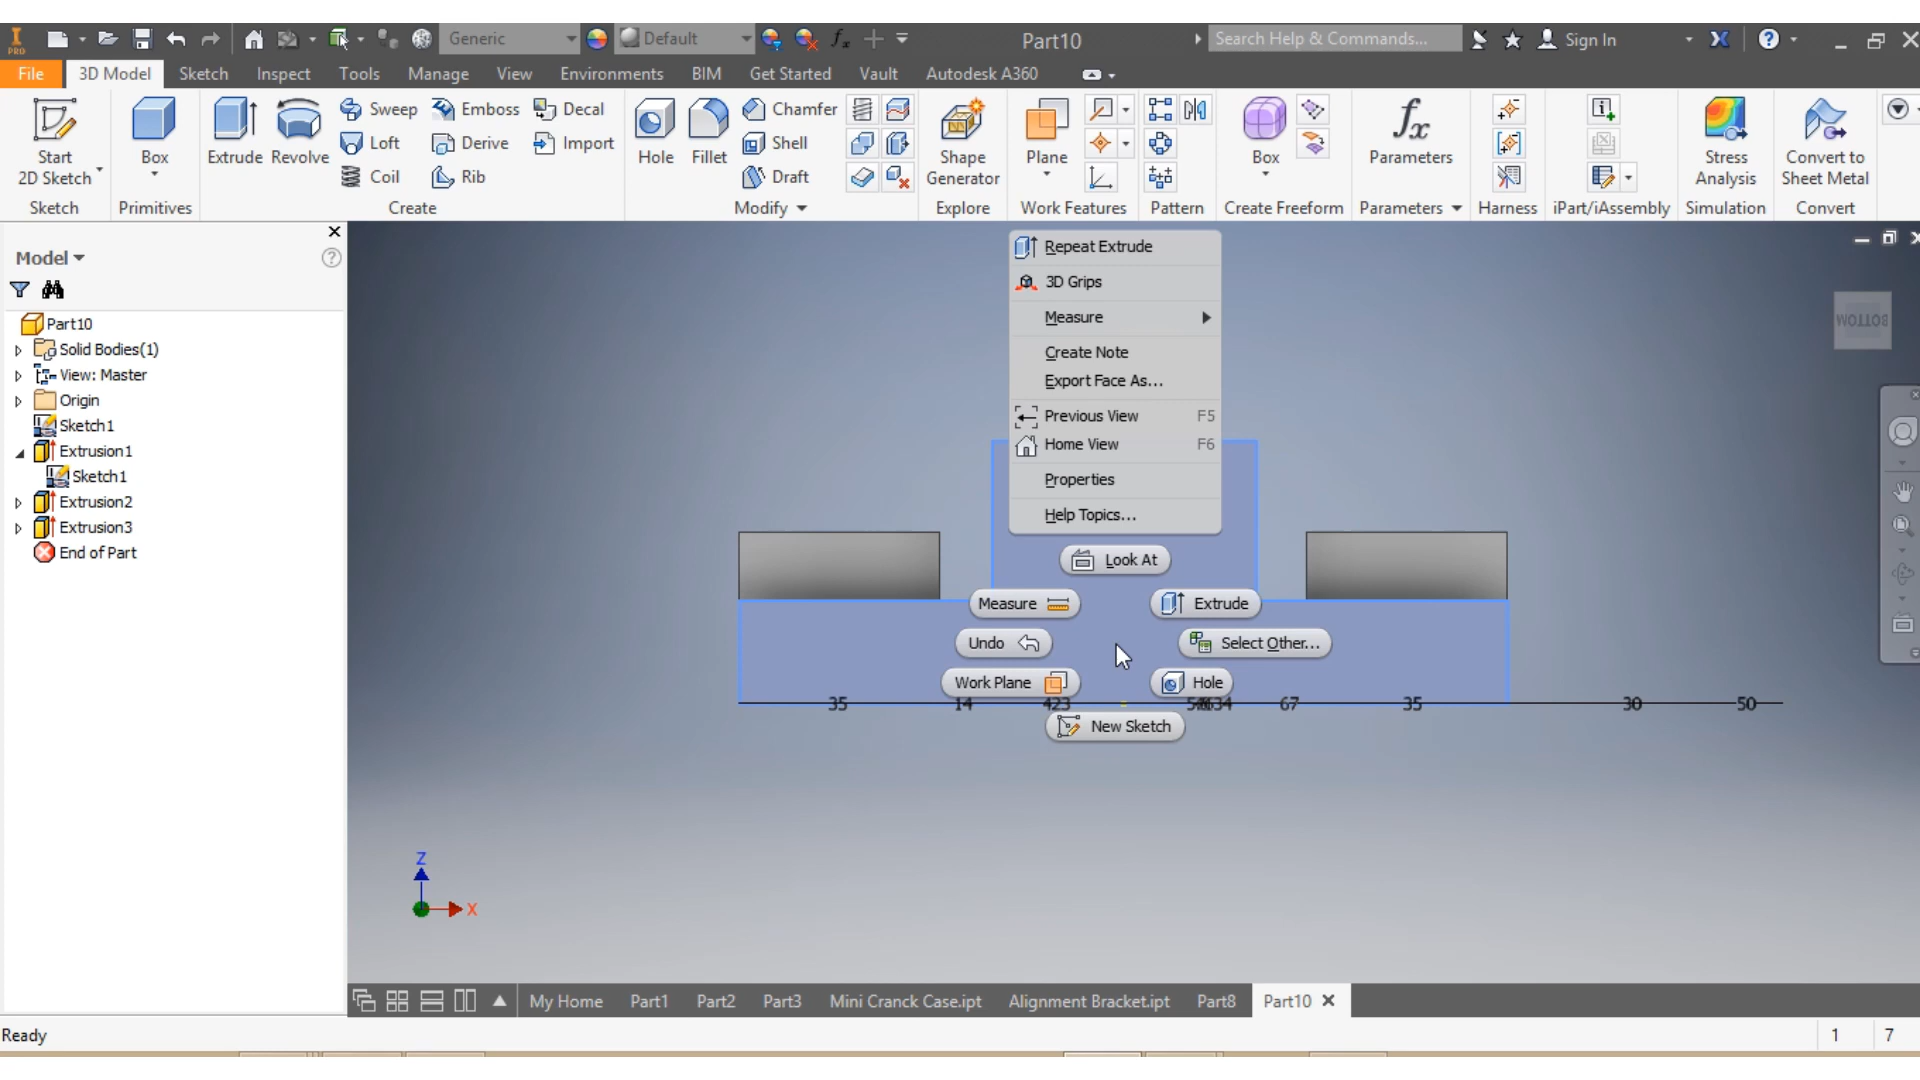 PRO
Generic
Default
Part10
Search Help & Commands...
Sign In
File
3D Model
Sketch
Inspect
Tools
Manage
View
Environments
BIM
Get Started
Vault
Autodesk A360
Start
2D Sketch
Sketch
Box
Primitives
Extrude
Revolve
Sweep
Loft
Coil
Emboss
Derive
Rib
Decal
Import
Create
Hole
Fillet
Chamfer
Shell
Draft
Modify
Shape
Generator
Explore
Plane
Work Features
Pattern
Box
Create Freeform
fx
Parameters
Parameters
Harness
iPart/iAssembly
Stress
Analysis
Simulation
Convert to
Sheet Metal
Convert
Model
Part10
Solid Bodies(1)
View: Master
Origin
Sketch1
Extrusion1
Sketch1
Extrusion2
Extrusion3
End of Part
Repeat Extrude
3D Grips
Measure
Create Note
Export Face As...
Previous View F5
Home View F6
Properties
Help Topics...
Look At
Measure
Extrude
Undo
Select Other...
Work Plane
Hole
New Sketch
35
14
423
67
35
30
50
BOTTOM
Z
X
My Home
Part1
Part2
Part3
Mini Cranck Case.ipt
Alignment Bracket.ipt
Part8
Part10
Ready
1
7